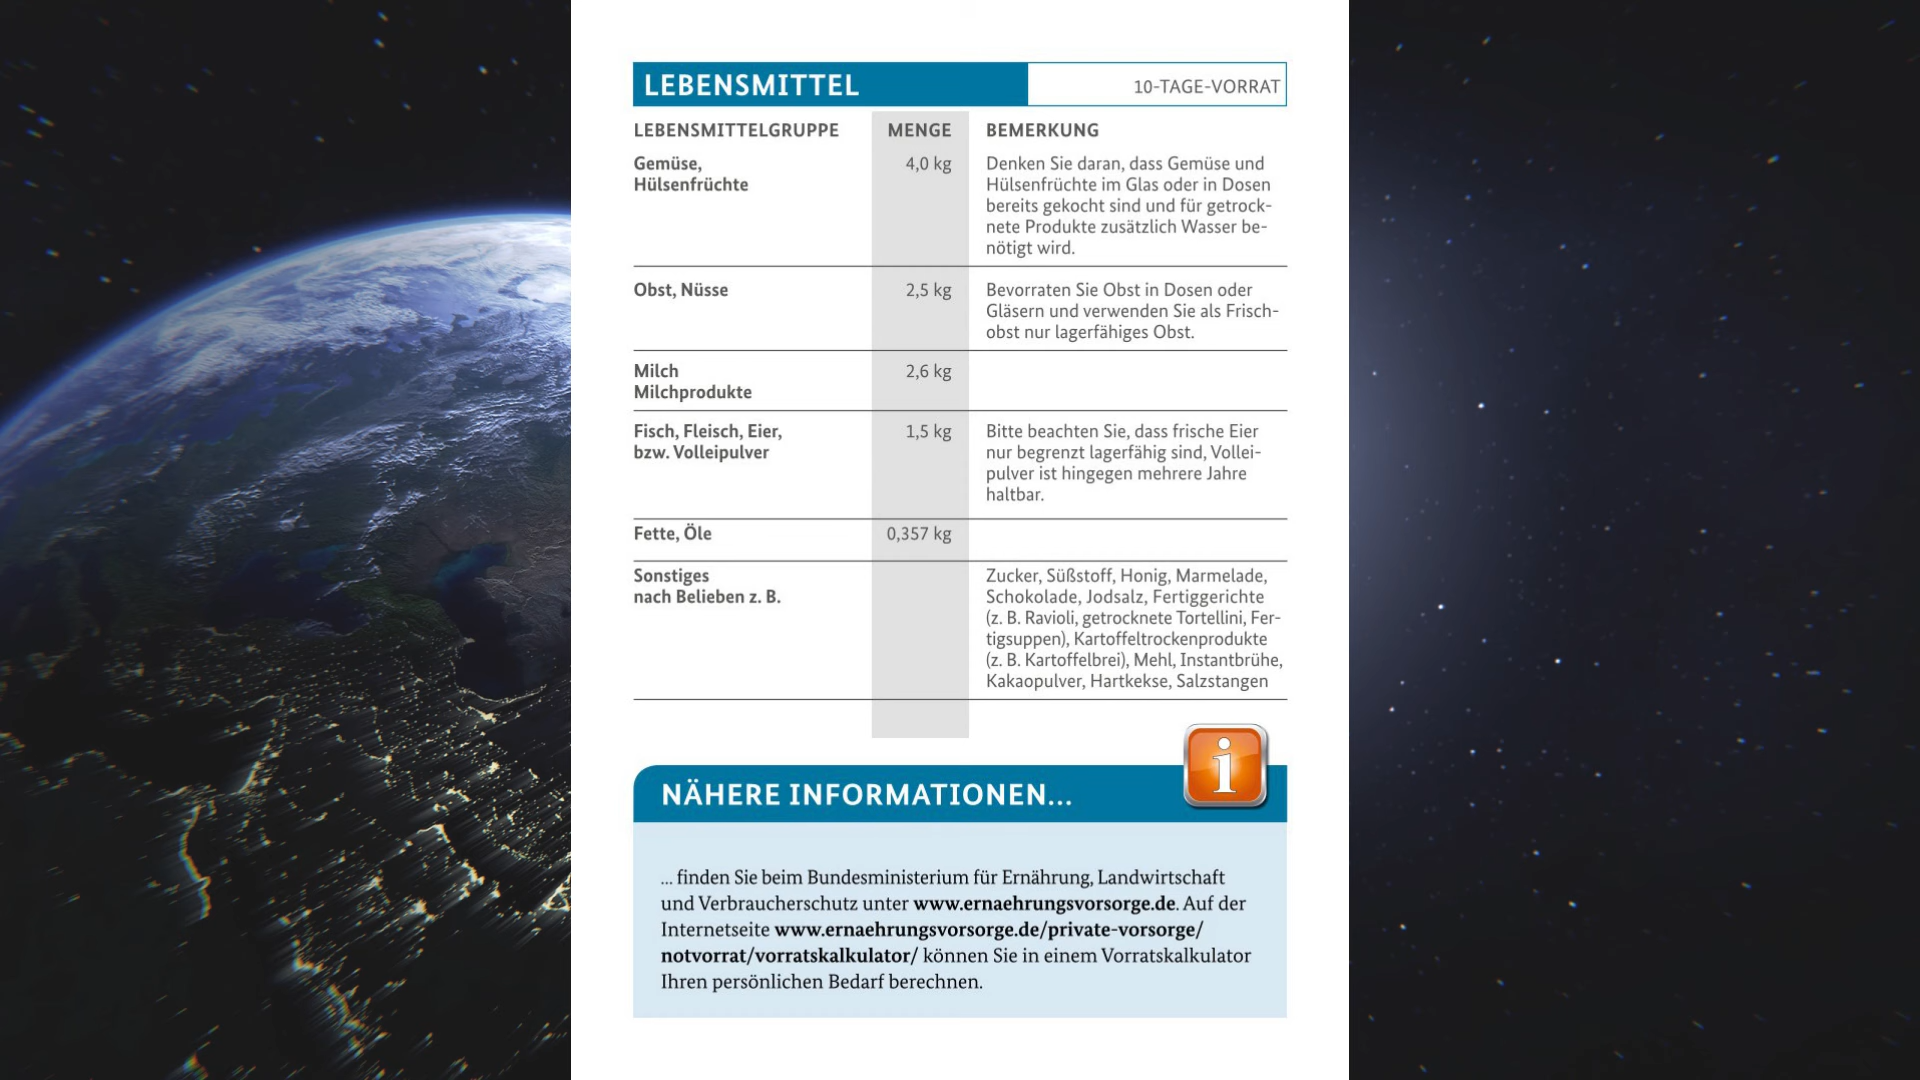 LEBENSMITTEL 10-TAGE-VORRAT
LEBENSMITTELGRUPPE MENGE BEMERKUNG
Gemüse, 4,0 kg Denken Sie daran, dass Gemüse und
Hülsenfrüchte Hülsenfrüchte im Glas oder in Dosen
bereits gekocht sind und für getrock-
nete Produkte zusätzlich Wasser be-
nötigt wird.
Obst, Nüsse 2,5 kg Bevorraten Sie Obst in Dosen oder
Gläsern und verwenden Sie als Frisch-
obst nur lagerfähiges Obst.
Milch 2,6 kg
Milchprodukte
Fisch, Fleisch, Eier, 1,5 kg Bitte beachten Sie, dass frische Eier
bzw. Volleipulver nur begrenzt lagerfähig sind, Vollei-
pulver ist hingegen mehrere Jahre
haltbar.
Fette, Öle 0,357 kg
Sonstiges Zucker, Süßstoff, Honig, Marmelade,
nach Belieben z. B. Schokolade, Jodsalz, Fertiggerichte
(z. B. Ravioli, getrocknete Tortellini, Fer-
tigsuppen), Kartoffeltrockenprodukte
(z. B. Kartoffelbrei), Mehl, Instantbrühe,
Kakaopulver, Hartkekse, Salzstangen
i
NÄHERE INFORMATIONEN...
... finden Sie beim Bundesministerium für Ernährung, Landwirtschaft
und Verbraucherschutz unter www.ernaehrungsvorsorge.de. Auf der
Internetseite www.ernaehrungsvorsorge.de/private-vorsorge/
notvorrat/vorratskalkulator/ können Sie in einem Vorratskalkulator
Ihren persönlichen Bedarf berechnen.